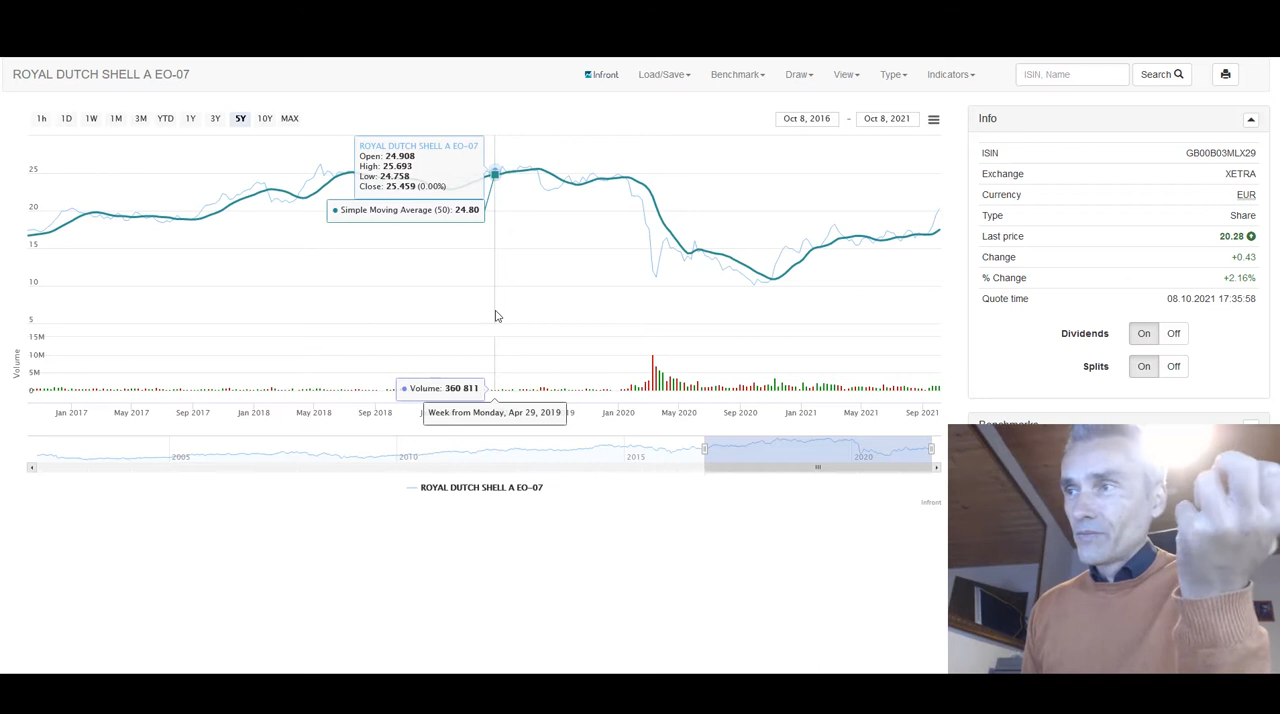 ROYAL DUTCH SHELL A EO-07
Infront Load/Save Benchmark Draw View Type Indicators ISIN, Name Search
1h 1D 1W 1M 3M YTD 1Y 3Y 5Y 10Y MAX Oct 8, 2016 – Oct 8, 2021
ROYAL DUTCH SHELL A EO-07
Open: 24.908
High: 25.693
Low: 24.758
Close: 25.459 (0.00%)
Simple Moving Average (50): 24.80
25
20
15
10
5
15M
10M
5M
0
Volume
Volume: 360 811
Jan 2017 May 2017 Sep 2017 Jan 2018 May 2018 Sep 2018 Jan 2020 May 2020 Sep 2020 Jan 2021 May 2021 Sep 2021
Week from Monday, Apr 29, 2019
2005 2010 2015 2020
ROYAL DUTCH SHELL A EO-07
Infront
Info
ISIN GB00B03MLX29
Exchange XETRA
Currency EUR
Type Share
Last price 20.28
Change +0.43
% Change +2.16%
Quote time 08.10.2021 17:35:58
Dividends On Off
Splits On Off